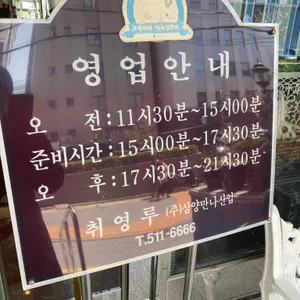 영업안내
오 전:11시30분~15시00분
준비시간:15시00분~17시30분
오 후:17시30분~21시30분
취영루 (주)삼양만나산업
T.511-6666